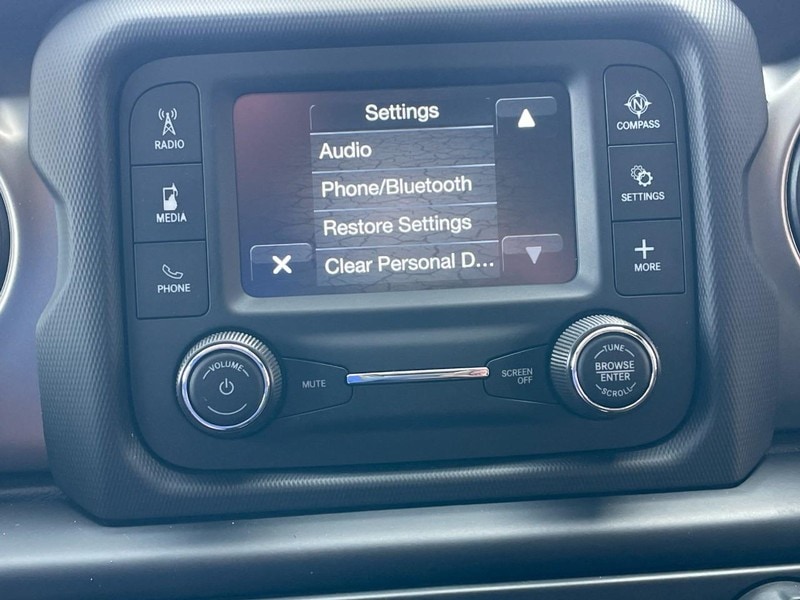 RADIO
MEDIA
PHONE
Settings
Audio
Phone/Bluetooth
Restore Settings
Clear Personal D...
N
COMPASS
SETTINGS
MORE
VOLUME
MUTE
SCREEN
OFF
TUNE
BROWSE
ENTER
SCROLL